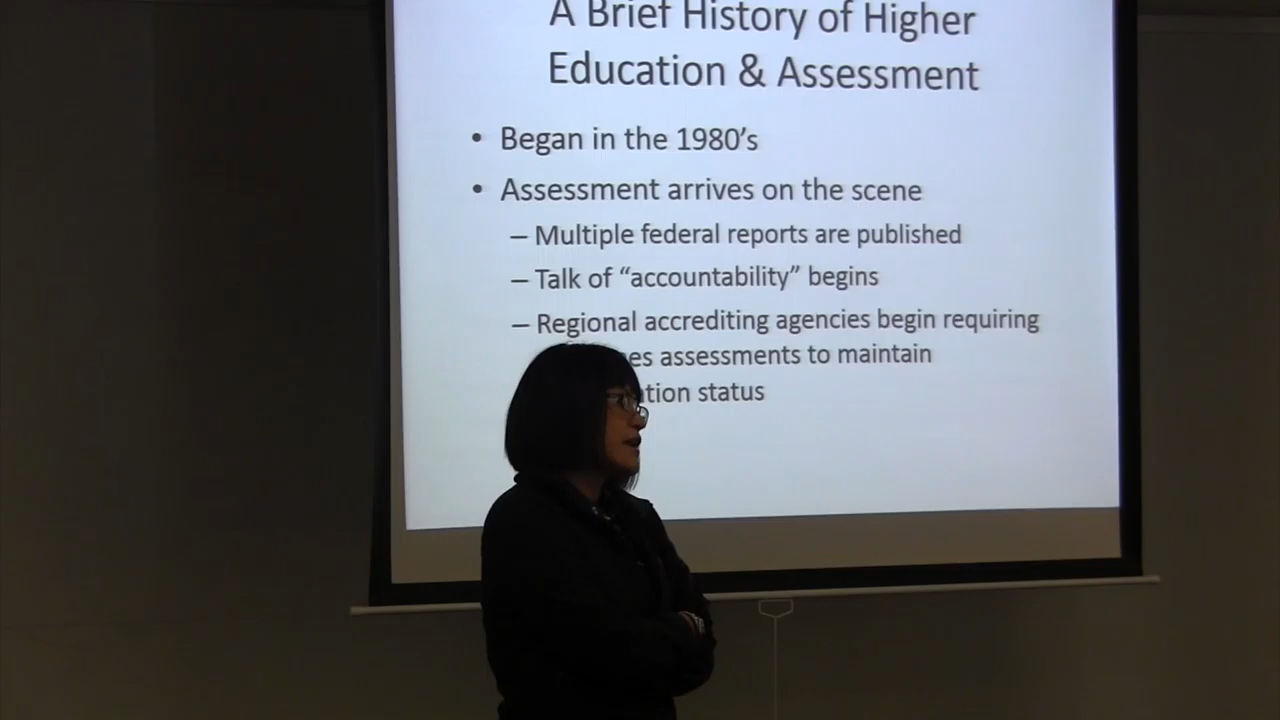 A Brief History of Higher
Education & Assessment
• Began in the 1980’s
• Assessment arrives on the scene
– Multiple federal reports are published
– Talk of “accountability” begins
– Regional accrediting agencies begin requiring
assessments to maintain
status